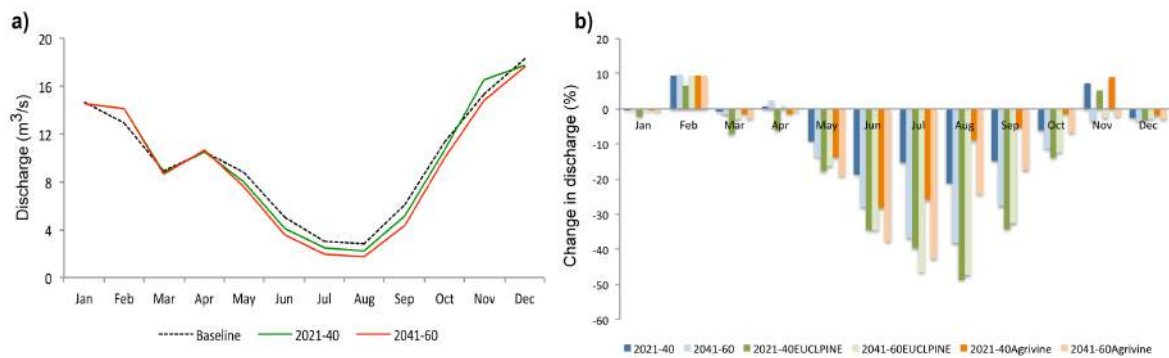 a)
20
16
12
8
4
0
Discharge (m³/s)
Jan Feb Mar Apr May Jun Jul Aug Sep Oct Nov Dec
Baseline 2021-40 2041-60
b)
20
10
0
-10
-20
-30
-40
-50
-60
Change in discharge (%)
Jan Feb Mar Apr May Jun Jul Aug Sep Oct Nov Dec
2021-40 2041-60 2021-40EUCLPINE 2041-60EUCLPINE 2021-40Agrivine 2041-60Agrivine